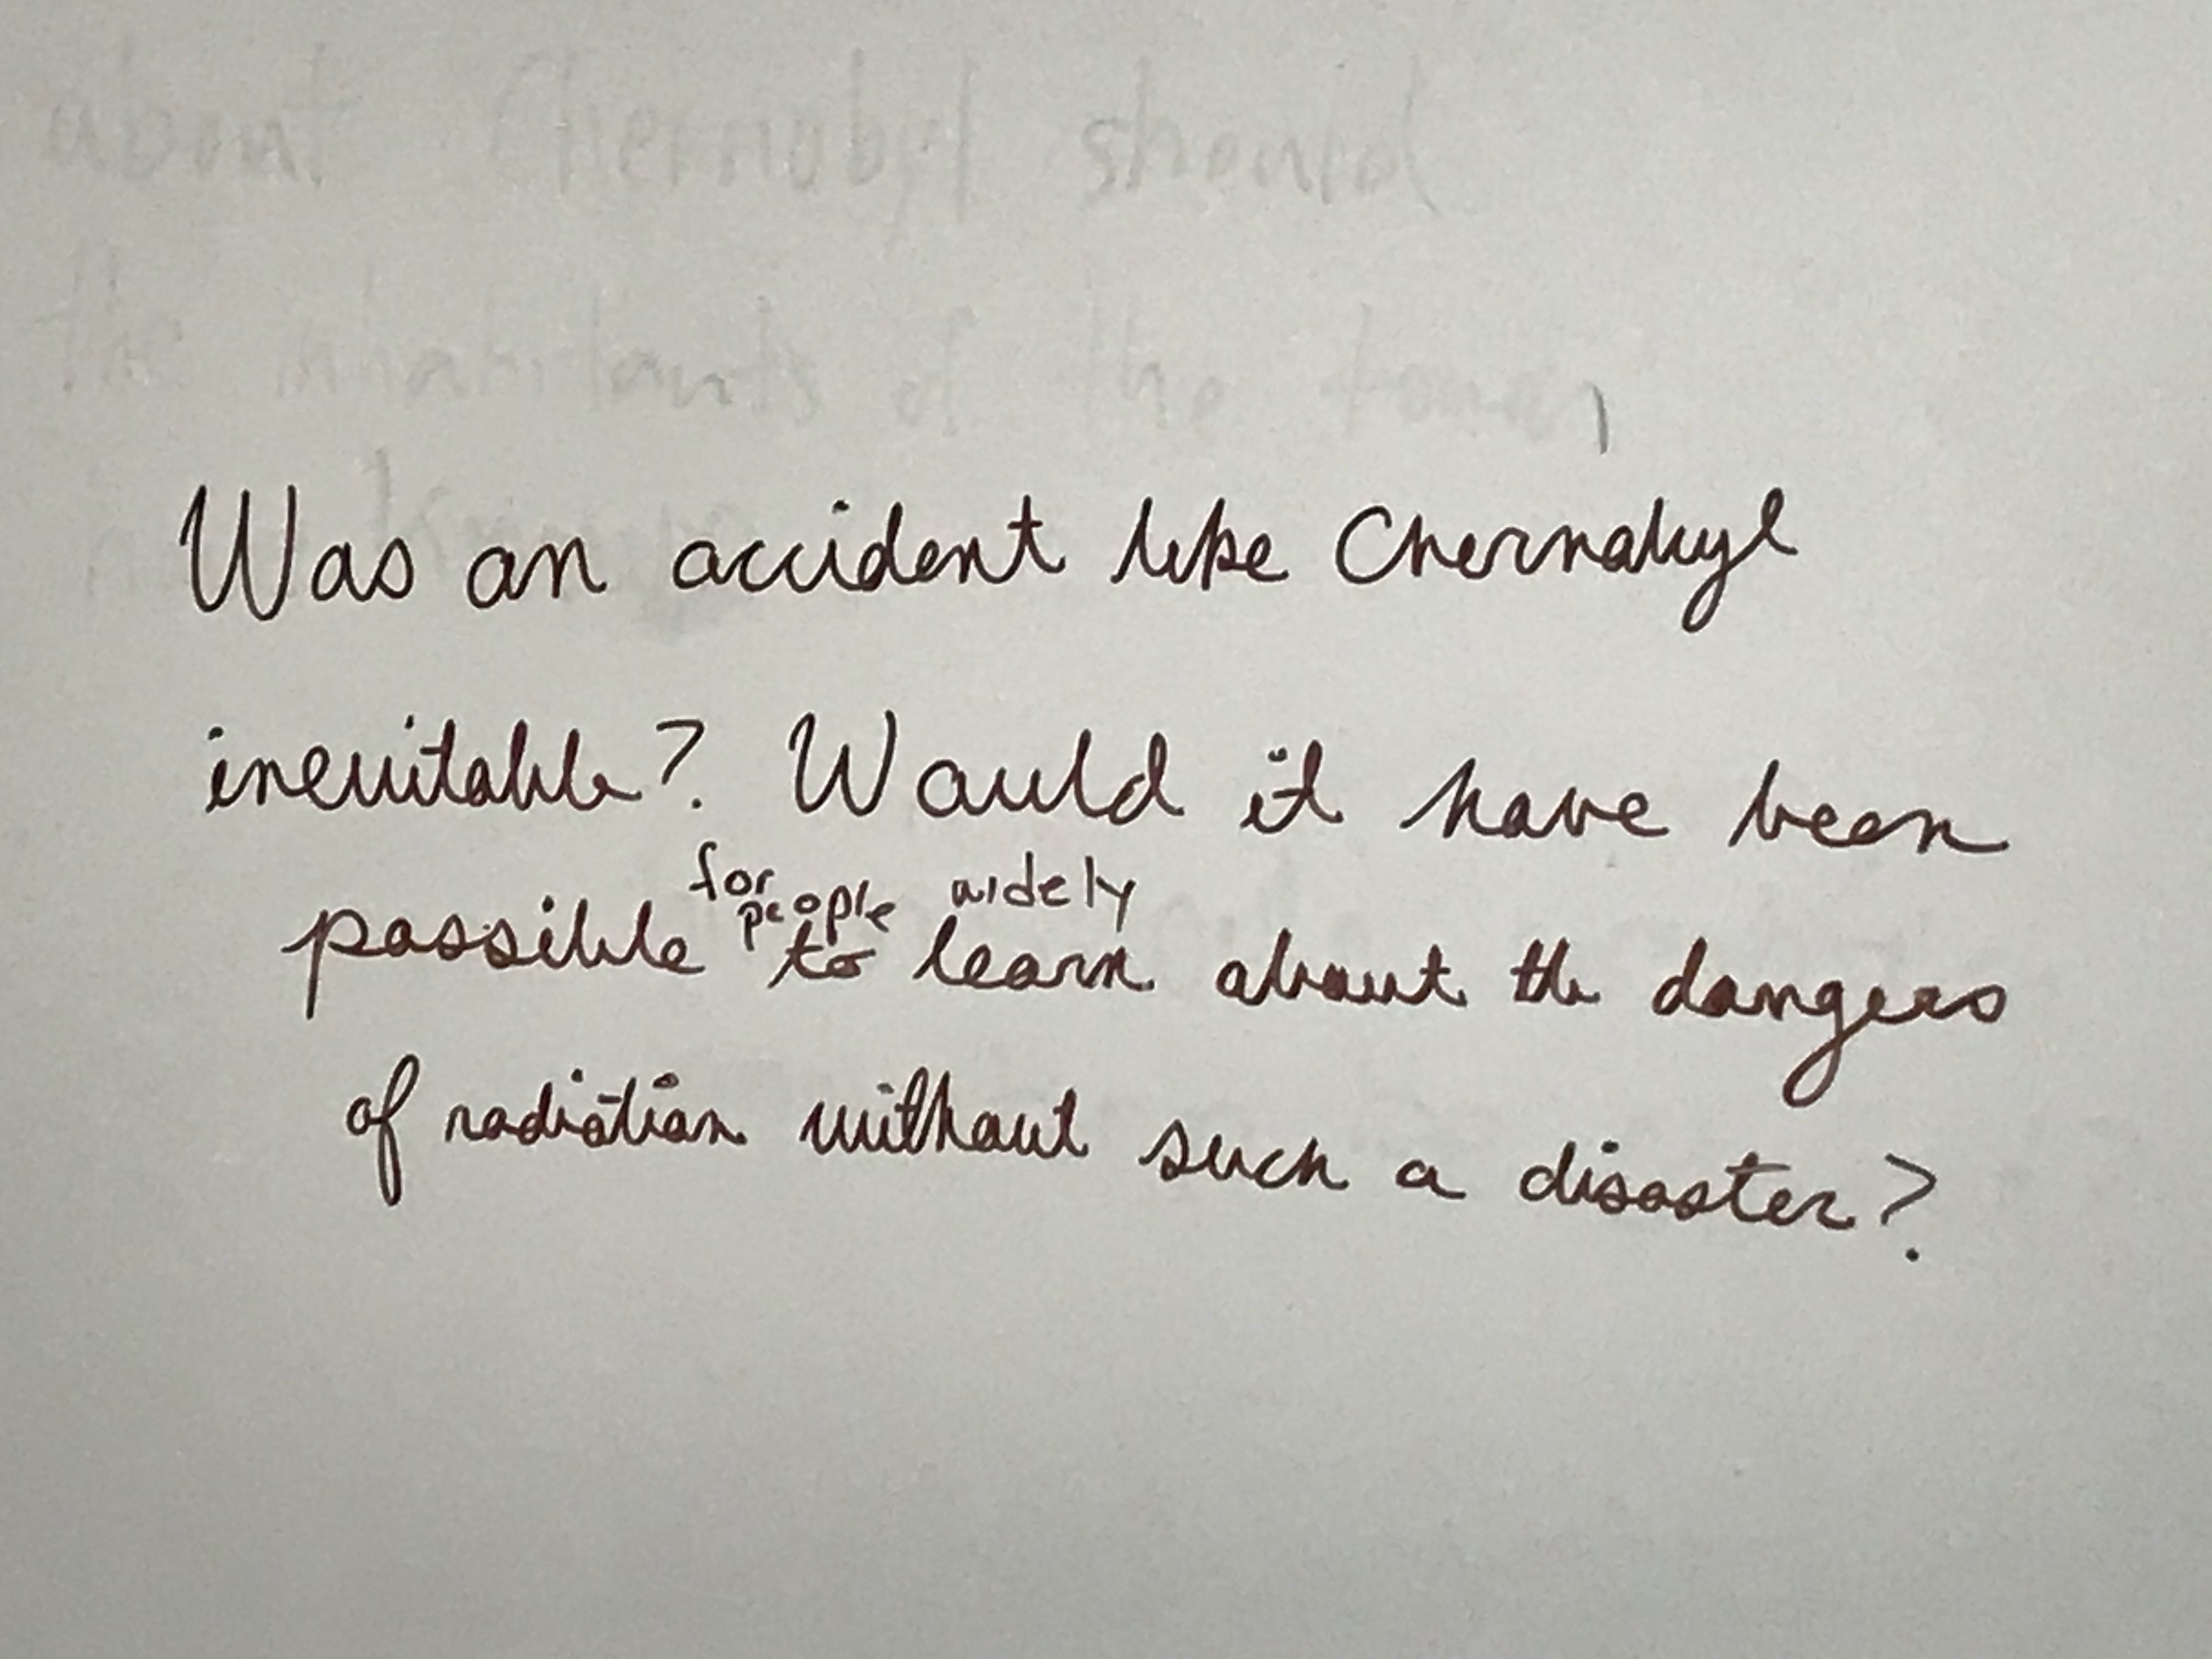 Was an accident like Chernobyl
inevitable? Would it have been
for people widely
possible to learn about the dangers
of radiation without such a disaster?